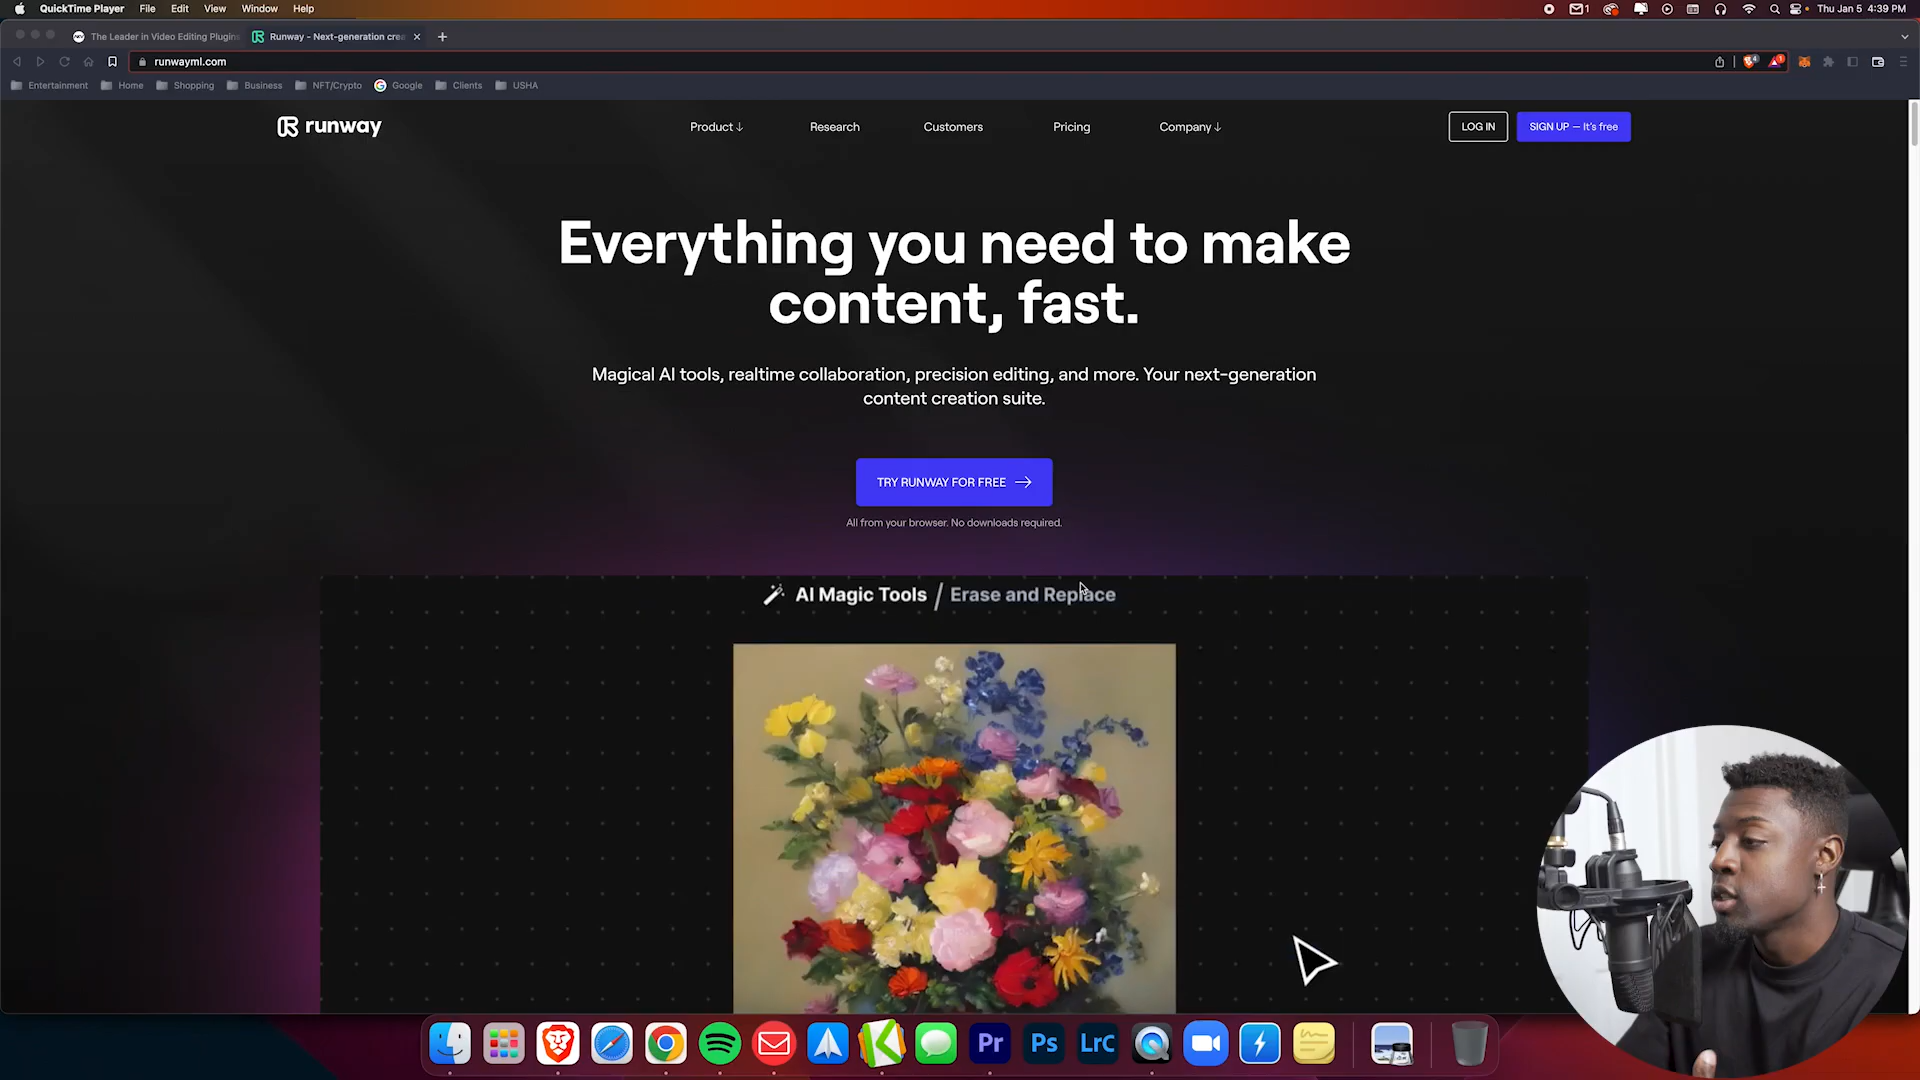 QuickTime Player File Edit View Window Help
1 Thu Jan 5 4:39 PM
The Leader in Video Editing Plugins
Runway - Next-generation crea
runwayml.com
Entertainment Home Shopping Business NFT/Crypto Google Clients USHA
runway
Product Research Customers Pricing Company
LOG IN
SIGN UP — It's free
Everything you need to make
content, fast.
Magical AI tools, realtime collaboration, precision editing, and more. Your next-generation
content creation suite.
TRY RUNWAY FOR FREE
All from your browser. No downloads required.
AI Magic Tools / Erase and Replace
Pr Ps LrC